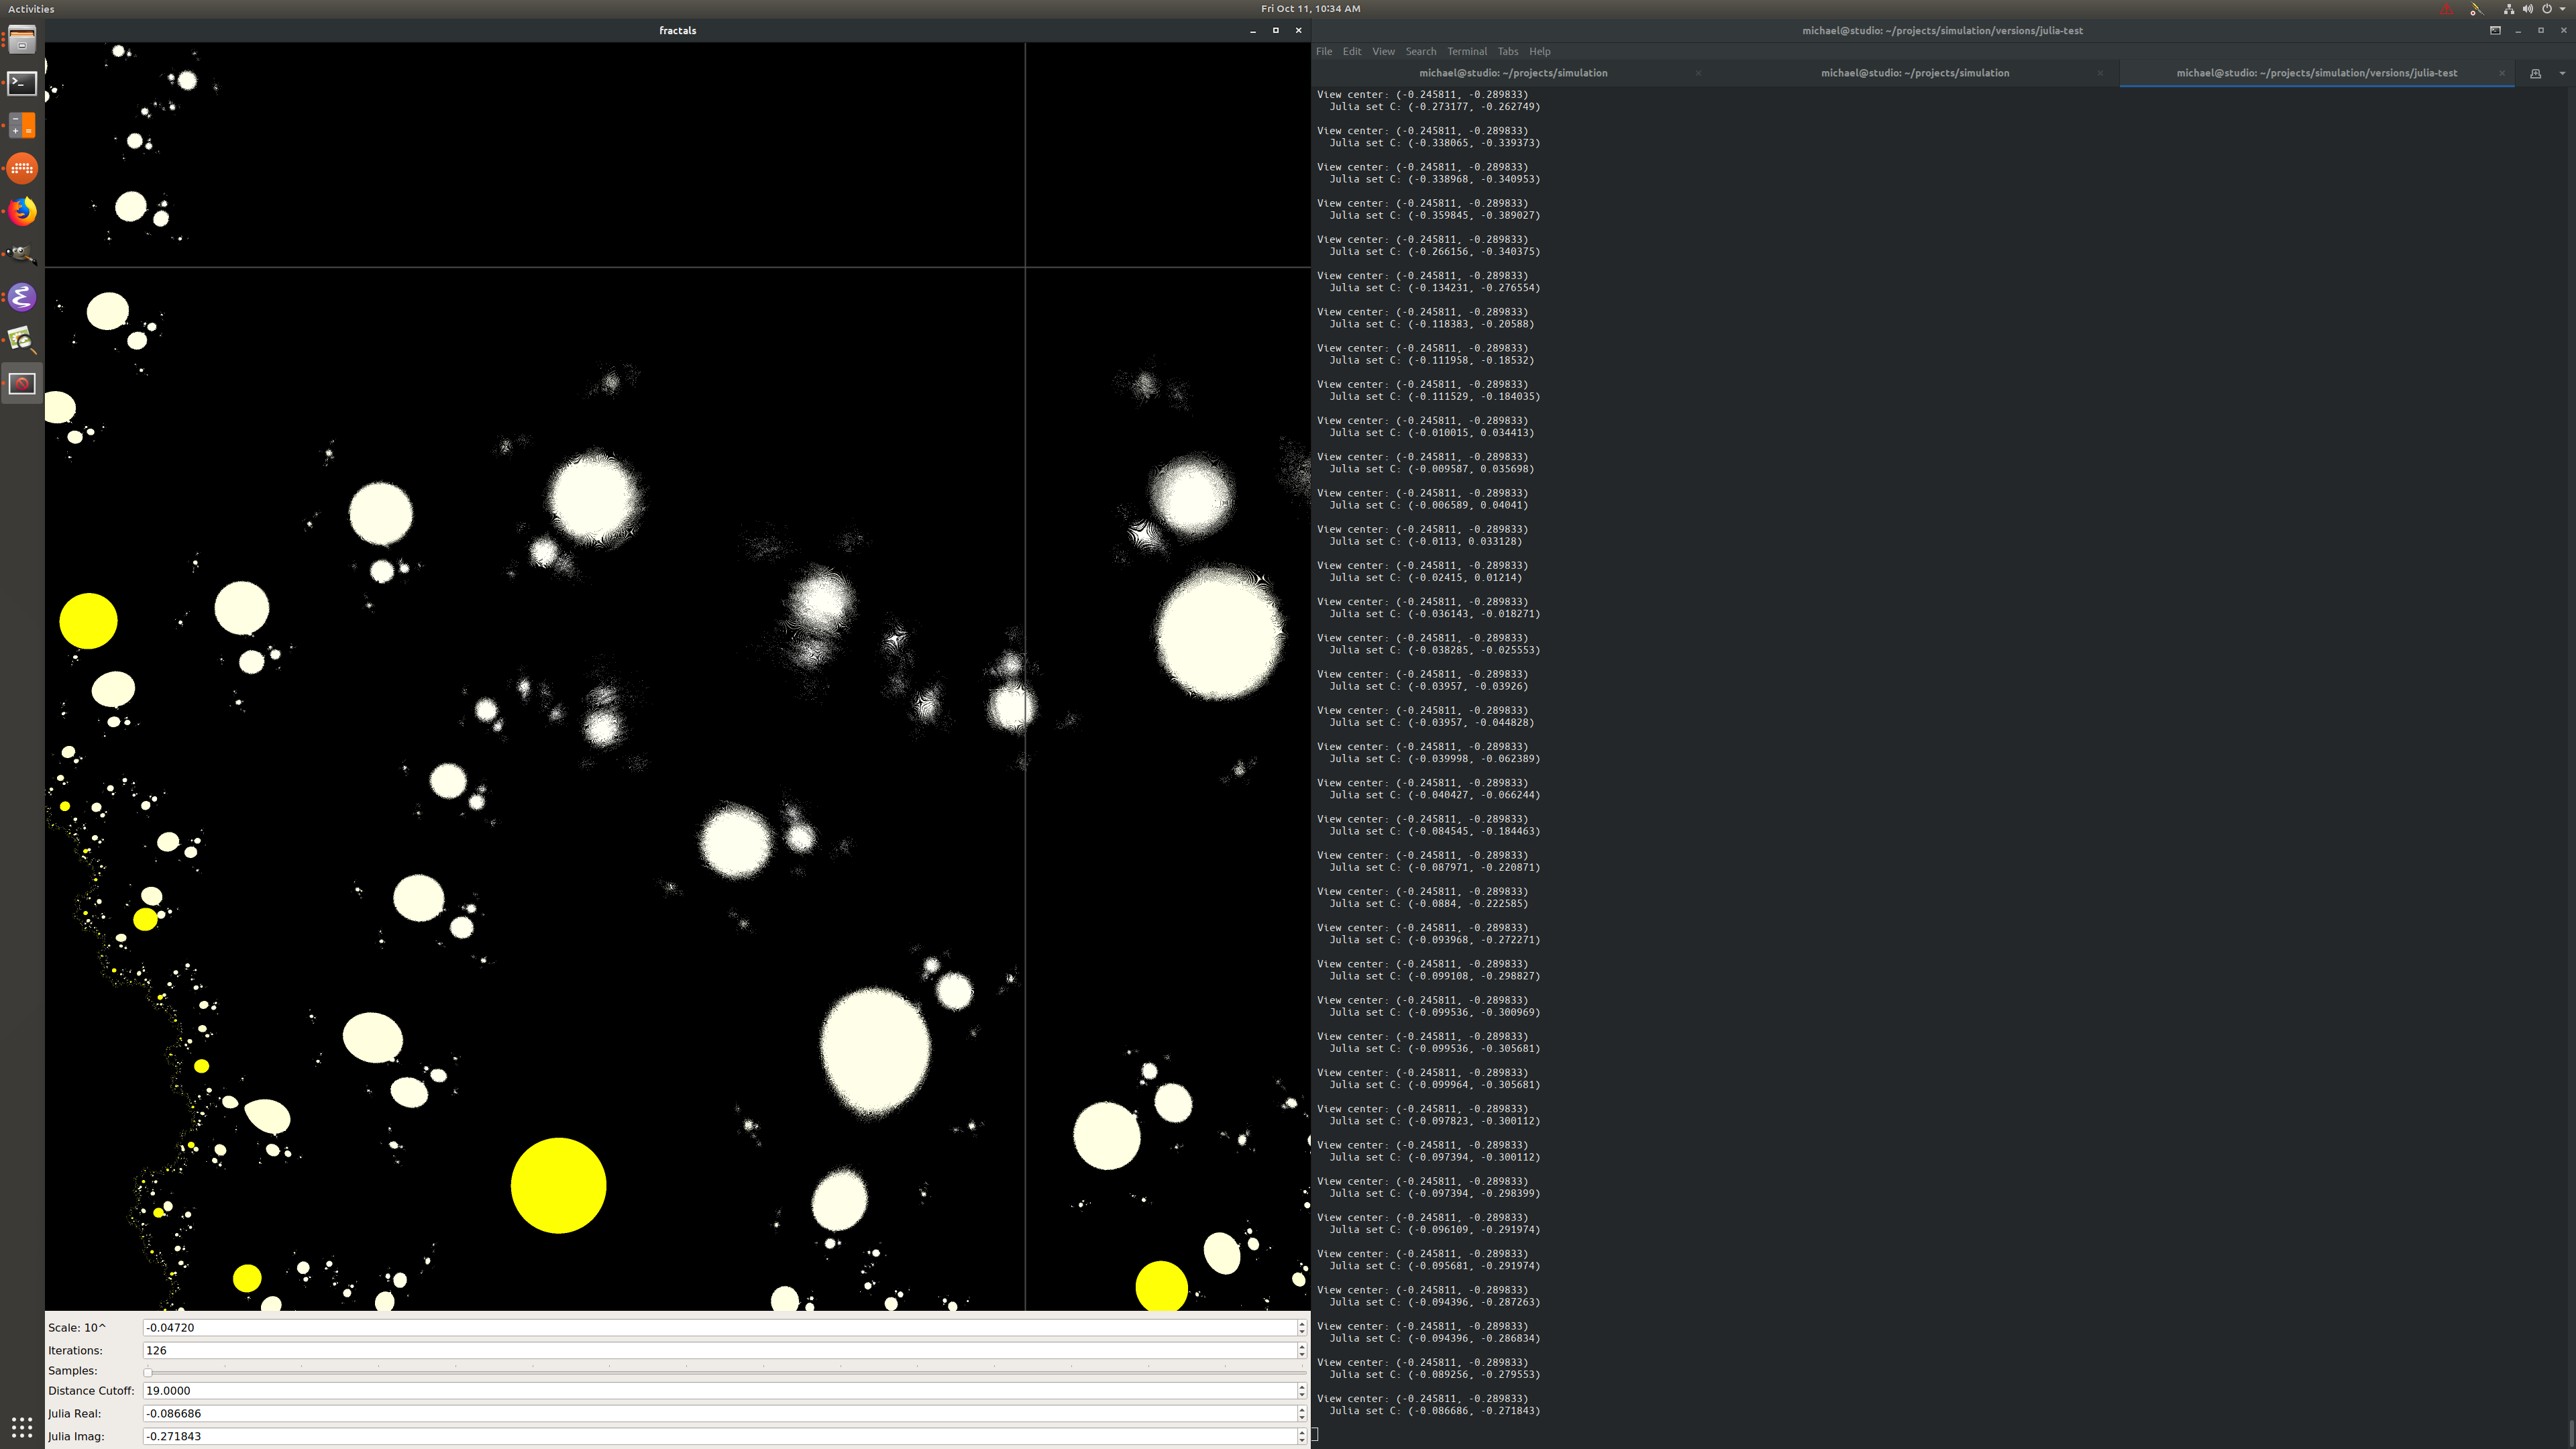 Activities
Fri Oct 11, 10:34 AM
fractals
Scale: 10^
-0.04720
Iterations:
126
Samples:
Distance Cutoff:
19.0000
Julia Real:
-0.086686
Julia Imag:
-0.271843
michael@studio: ~/projects/simulation/versions/julia-test
File Edit View Search Terminal Tabs Help
michael@studio: ~/projects/simulation
michael@studio: ~/projects/simulation
michael@studio: ~/projects/simulation/versions/julia-test
View center: (-0.245811, -0.289833)
Julia set C: (-0.273177, -0.262749)
View center: (-0.245811, -0.289833)
Julia set C: (-0.338065, -0.339373)
View center: (-0.245811, -0.289833)
Julia set C: (-0.338968, -0.340953)
View center: (-0.245811, -0.289833)
Julia set C: (-0.359845, -0.389027)
View center: (-0.245811, -0.289833)
Julia set C: (-0.266156, -0.340375)
View center: (-0.245811, -0.289833)
Julia set C: (-0.134231, -0.276554)
View center: (-0.245811, -0.289833)
Julia set C: (-0.118383, -0.20588)
View center: (-0.245811, -0.289833)
Julia set C: (-0.111958, -0.18532)
View center: (-0.245811, -0.289833)
Julia set C: (-0.111529, -0.184035)
View center: (-0.245811, -0.289833)
Julia set C: (-0.010015, 0.034413)
View center: (-0.245811, -0.289833)
Julia set C: (-0.009587, 0.035698)
View center: (-0.245811, -0.289833)
Julia set C: (-0.006589, 0.04041)
View center: (-0.245811, -0.289833)
Julia set C: (-0.0113, 0.033128)
View center: (-0.245811, -0.289833)
Julia set C: (-0.02415, 0.01214)
View center: (-0.245811, -0.289833)
Julia set C: (-0.036143, -0.018271)
View center: (-0.245811, -0.289833)
Julia set C: (-0.038285, -0.025553)
View center: (-0.245811, -0.289833)
Julia set C: (-0.03957, -0.03926)
View center: (-0.245811, -0.289833)
Julia set C: (-0.03957, -0.044828)
View center: (-0.245811, -0.289833)
Julia set C: (-0.039998, -0.062389)
View center: (-0.245811, -0.289833)
Julia set C: (-0.040427, -0.066244)
View center: (-0.245811, -0.289833)
Julia set C: (-0.084545, -0.184463)
View center: (-0.245811, -0.289833)
Julia set C: (-0.087971, -0.220871)
View center: (-0.245811, -0.289833)
Julia set C: (-0.0884, -0.222585)
View center: (-0.245811, -0.289833)
Julia set C: (-0.093968, -0.272271)
View center: (-0.245811, -0.289833)
Julia set C: (-0.099108, -0.298827)
View center: (-0.245811, -0.289833)
Julia set C: (-0.099536, -0.300969)
View center: (-0.245811, -0.289833)
Julia set C: (-0.099536, -0.305681)
View center: (-0.245811, -0.289833)
Julia set C: (-0.099964, -0.305681)
View center: (-0.245811, -0.289833)
Julia set C: (-0.097823, -0.300112)
View center: (-0.245811, -0.289833)
Julia set C: (-0.097394, -0.300112)
View center: (-0.245811, -0.289833)
Julia set C: (-0.097394, -0.298399)
View center: (-0.245811, -0.289833)
Julia set C: (-0.096109, -0.291974)
View center: (-0.245811, -0.289833)
Julia set C: (-0.095681, -0.291974)
View center: (-0.245811, -0.289833)
Julia set C: (-0.094396, -0.287263)
View center: (-0.245811, -0.289833)
Julia set C: (-0.094396, -0.286834)
View center: (-0.245811, -0.289833)
Julia set C: (-0.089256, -0.279553)
View center: (-0.245811, -0.289833)
Julia set C: (-0.086686, -0.271843)